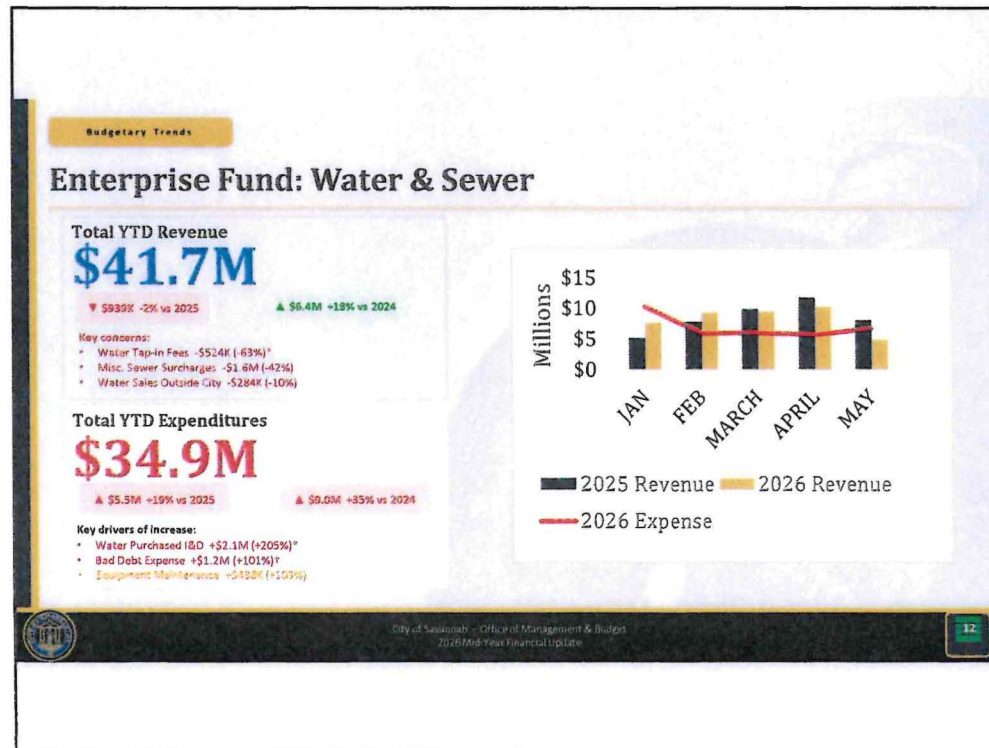 Budgetary Trends
Enterprise Fund: Water & Sewer
Total YTD Revenue
$41.7M
▼ $939K -2% vs 2025
▲ $6.4M +18% vs 2024
Key concerns:
• Water Tap-in Fees -$524K (-63%)*
• Misc. Sewer Surcharges -$1.6M (-42%)
• Water Sales Outside City -$284K (-10%)
Total YTD Expenditures
$34.9M
▲ $5.5M +19% vs 2025
▲ $9.0M +35% vs 2024
Key drivers of increase:
• Water Purchased I&D +$2.1M (+205%)*
• Bad Debt Expense +$1.2M (+101%)†
• Equipment Maintenance +$488K (+109%)
Millions
$15
$10
$5
$0
JAN
FEB
MARCH
APRIL
MAY
2025 Revenue
2026 Revenue
2026 Expense
City of Savannah - Office of Management & Budget
2026 Mid-Year Financial Update
12